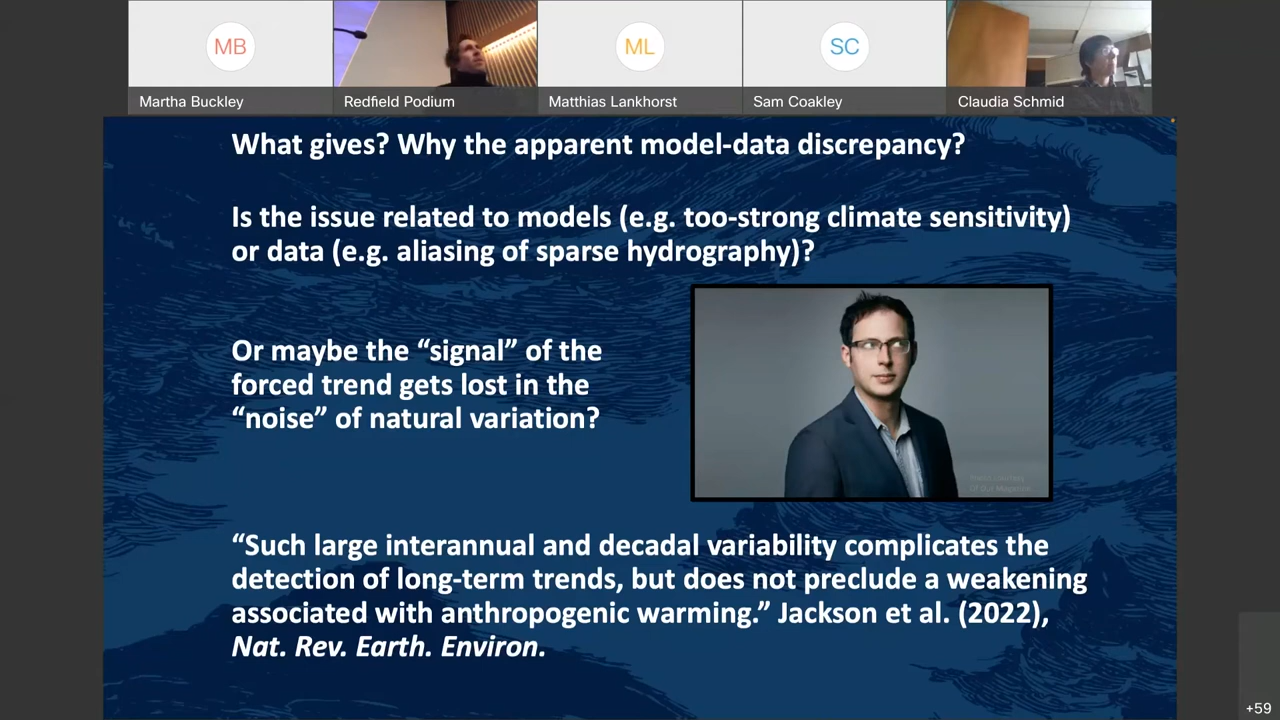 MB
ML
SC
Martha Buckley
Redfield Podium
Matthias Lankhorst
Sam Coakley
Claudia Schmid
What gives? Why the apparent model-data discrepancy?
Is the issue related to models (e.g. too-strong climate sensitivity)
or data (e.g. aliasing of sparse hydrography)?
Or maybe the “signal” of the
forced trend gets lost in the
“noise” of natural variation?
“Such large interannual and decadal variability complicates the
detection of long-term trends, but does not preclude a weakening
associated with anthropogenic warming.” Jackson et al. (2022),
Nat. Rev. Earth. Environ.
+59